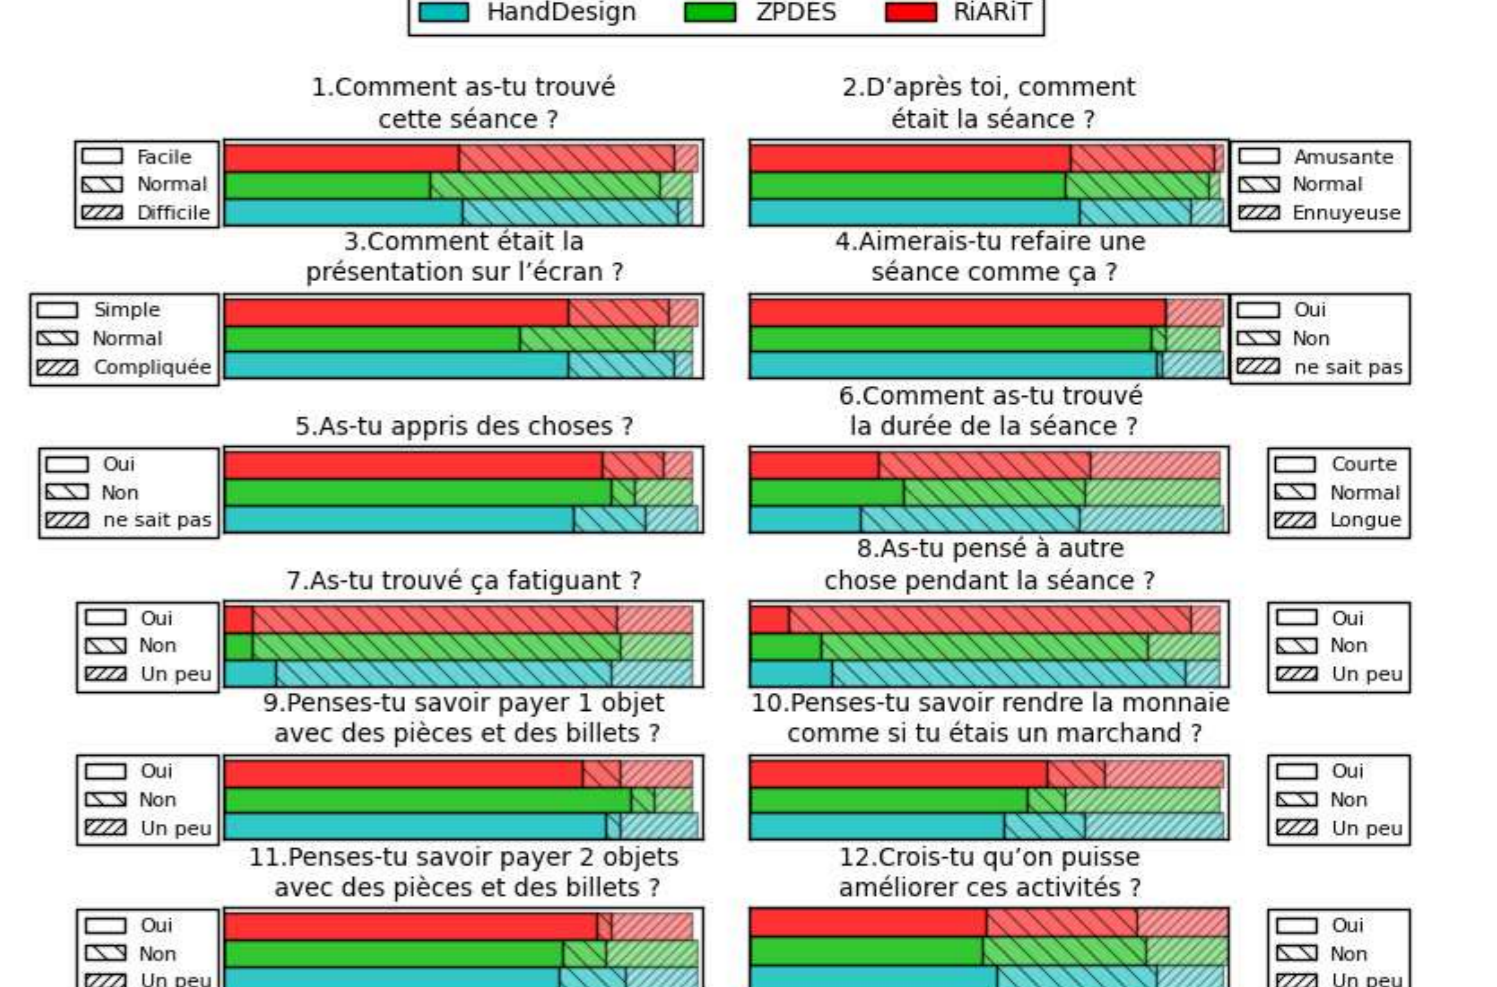 HandDesign ZPDES RiARiT
1.Comment as-tu trouvé
cette séance ?
Facile
Normal
Difficile
2.D’après toi, comment
était la séance ?
Amusante
Normal
Ennuyeuse
3.Comment était la
présentation sur l’écran ?
Simple
Normal
Compliquée
4.Aimerais-tu refaire une
séance comme ça ?
Oui
Non
ne sait pas
5.As-tu appris des choses ?
Oui
Non
ne sait pas
6.Comment as-tu trouvé
la durée de la séance ?
Courte
Normal
Longue
7.As-tu trouvé ça fatiguant ?
Oui
Non
Un peu
8.As-tu pensé à autre
chose pendant la séance ?
Oui
Non
Un peu
9.Penses-tu savoir payer 1 objet
avec des pièces et des billets ?
Oui
Non
Un peu
10.Penses-tu savoir rendre la monnaie
comme si tu étais un marchand ?
Oui
Non
Un peu
11.Penses-tu savoir payer 2 objets
avec des pièces et des billets ?
Oui
Non
Un peu
12.Crois-tu qu’on puisse
améliorer ces activités ?
Oui
Non
Un peu